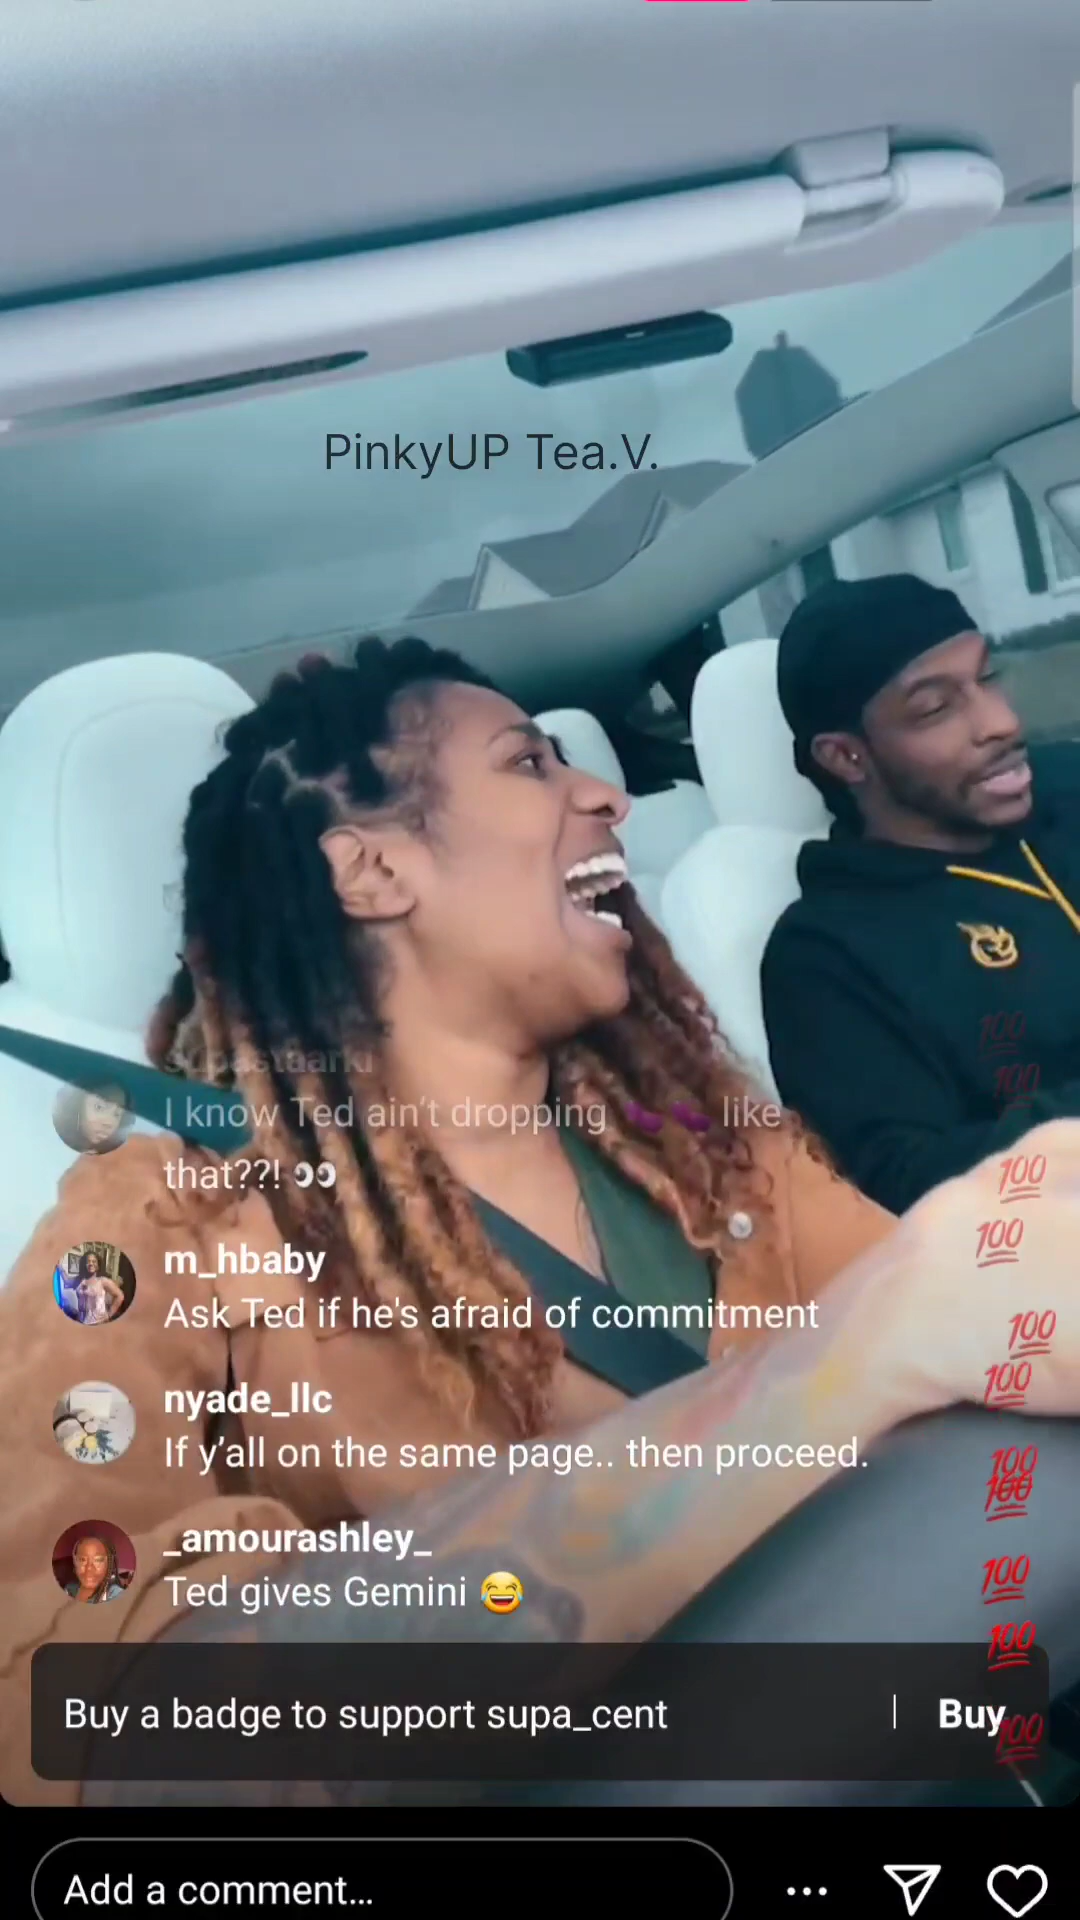 PinkyUP Tea.V.
supastaarki
I know Ted ain't dropping 🍆🍆 like
that??! 👀
m_hbaby
Ask Ted if he's afraid of commitment
nyade_llc
If y'all on the same page.. then proceed.
_amourashley_
Ted gives Gemini 😂
Buy a badge to support supa_cent | Buy
💯
💯
💯
💯
💯
💯
💯
💯
💯
💯
💯
Add a comment...